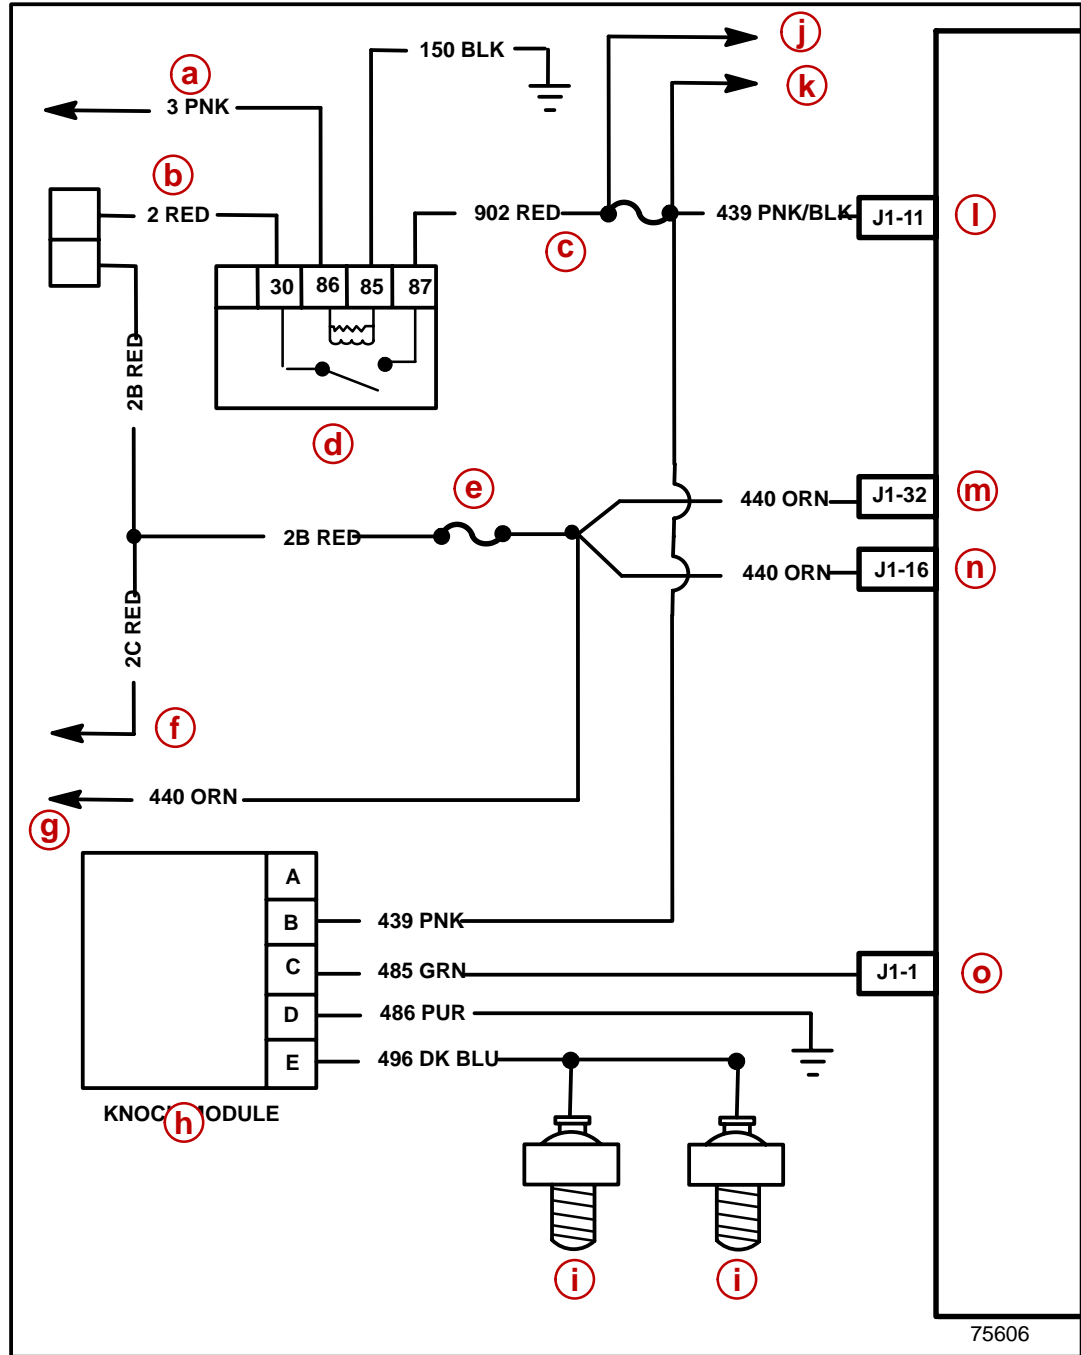 j
150 BLK
a
k
3 PNK
b
2 RED
902 RED
439 PNK/BLK
J1-11
l
c
30
86
85
87
2B RED
d
e
440 ORN
J1-32
m
2B RED
440 ORN
J1-16
n
2C RED
f
440 ORN
g
A
B
439 PNK
C
485 GRN
J1-1
o
D
486 PUR
E
496 DK BLU
h
MODULE
i
i
75606